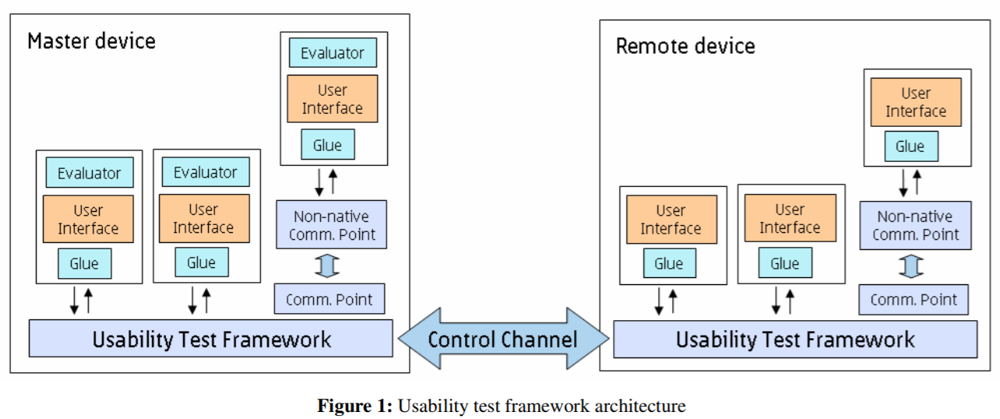 Master device
Evaluator
User
Interface
Glue
Evaluator
User
Interface
Glue
Evaluator
User
Interface
Glue
Non-native
Comm. Point
Comm. Point
Usability Test Framework
Control Channel
Remote device
User
Interface
Glue
User
Interface
Glue
User
Interface
Glue
Non-native
Comm. Point
Comm. Point
Usability Test Framework
Figure 1: Usability test framework architecture